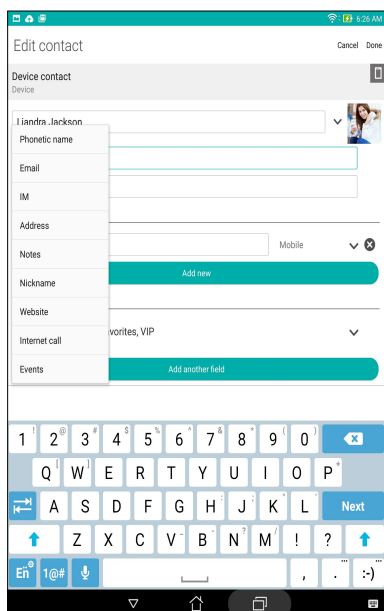 6:26 AM
Edit contact
Cancel Done
Device contact
Device
Liandra Jackson
Phonetic name
Email
IM
Address
Notes
Mobile
Nickname
Add new
Website
Internet call
vorites, VIP
Events
Add another field
1 ! 2 @ 3 # 4 $ 5 % 6 ^ 7 & 8 * 9 ( 0 )
Q [ W ] E R T Y U I O P +
A S D F G H : J ; K " L ' Next
Z X C V - B - N ? M / ! ?
En 1@# , . ... :-) ...